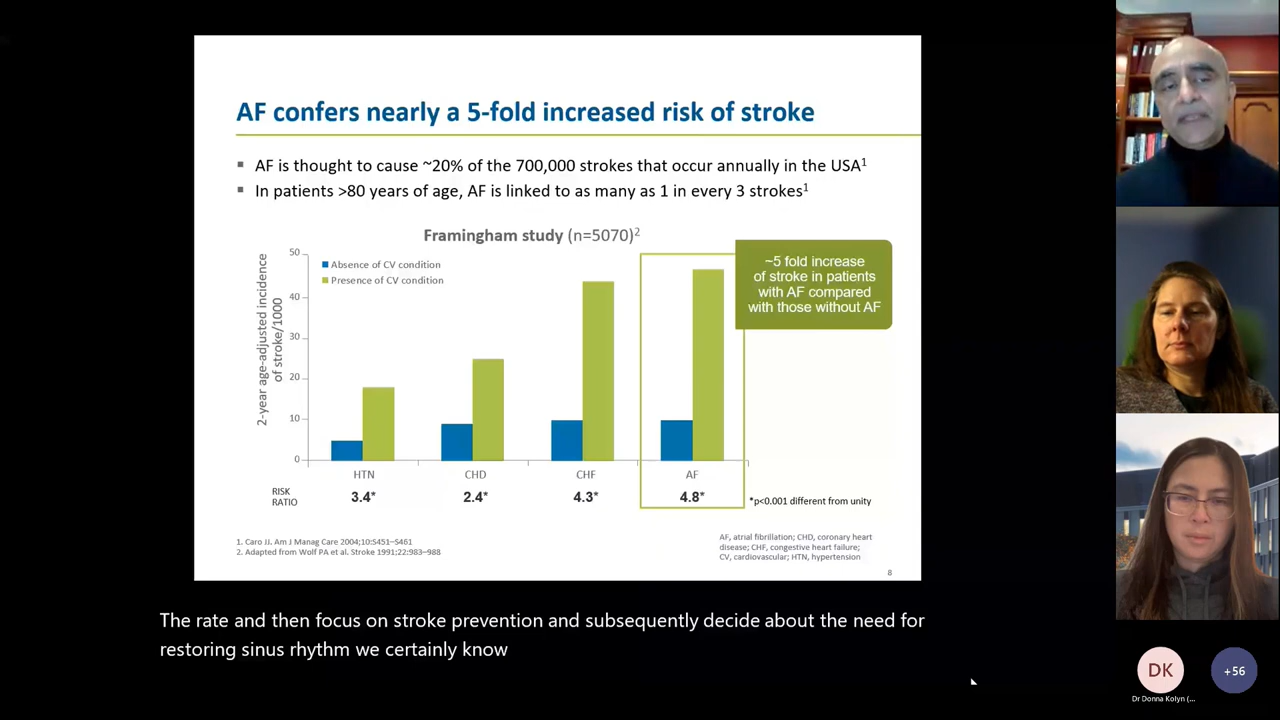 AF confers nearly a 5-fold increased risk of stroke
▪ AF is thought to cause ~20% of the 700,000 strokes that occur annually in the USA1
▪ In patients >80 years of age, AF is linked to as many as 1 in every 3 strokes1
Framingham study (n=5070)2
2-year age-adjusted incidence
of stroke/1000
50
40
30
20
10
0
Absence of CV condition
Presence of CV condition
~5 fold increase
of stroke in patients
with AF compared
with those without AF
HTN CHD CHF AF
RISK
RATIO
3.4* 2.4* 4.3* 4.8*
*p<0.001 different from unity
1. Caro JJ. Am J Manag Care 2004;10:S451–S461
2. Adapted from Wolf PA et al. Stroke 1991;22:983–988
AF, atrial fibrillation; CHD, coronary heart
disease; CHF, congestive heart failure;
CV, cardiovascular; HTN, hypertension
8
The rate and then focus on stroke prevention and subsequently decide about the need for
restoring sinus rhythm we certainly know
DK
+56
Dr Donna Kolyn (...